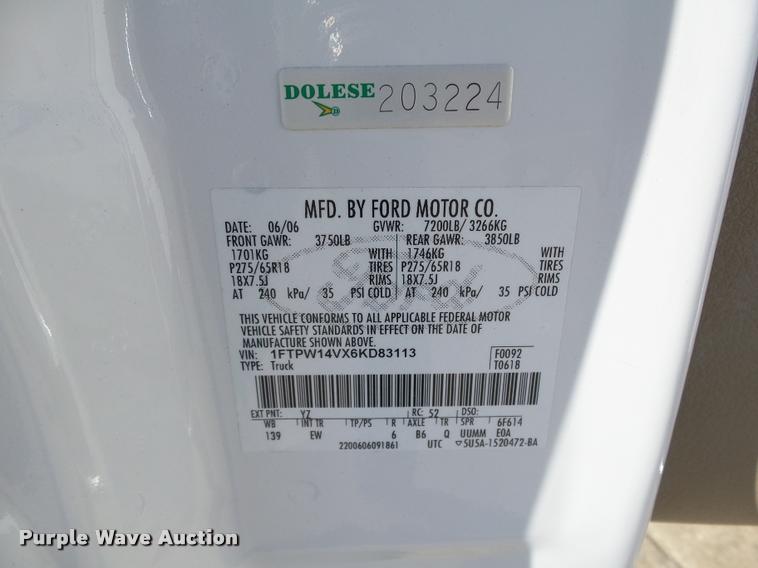 DOLESE 203224
MFD. BY FORD MOTOR CO.
DATE: 06/06 GVWR: 7200LB/ 3266KG
FRONT GAWR: 3750LB REAR GAWR: 3850LB
1701KG WITH 1746KG WITH
P275/65R18 TIRES P275/65R18 TIRES
18X7.5J RIMS 18X7.5J RIMS
AT 240 kPa/ 35 PSI COLD AT 240 kPa/ 35 PSI COLD
THIS VEHICLE CONFORMS TO ALL APPLICABLE FEDERAL MOTOR
VEHICLE SAFETY STANDARDS IN EFFECT ON THE DATE OF
MANUFACTURE SHOWN ABOVE.
VIN: 1FTPW14VX6KD83113 F0092
TYPE: Truck T0618
EXT PNT: YZ RC: 52 DSO:
WB INT TR TP/PS R AXLE TR SPR 6F614
139 EW 6 B6 Q UUMM E0A
2200606091861 UTC 5U5A-1520472-BA
Purple Wave Auction